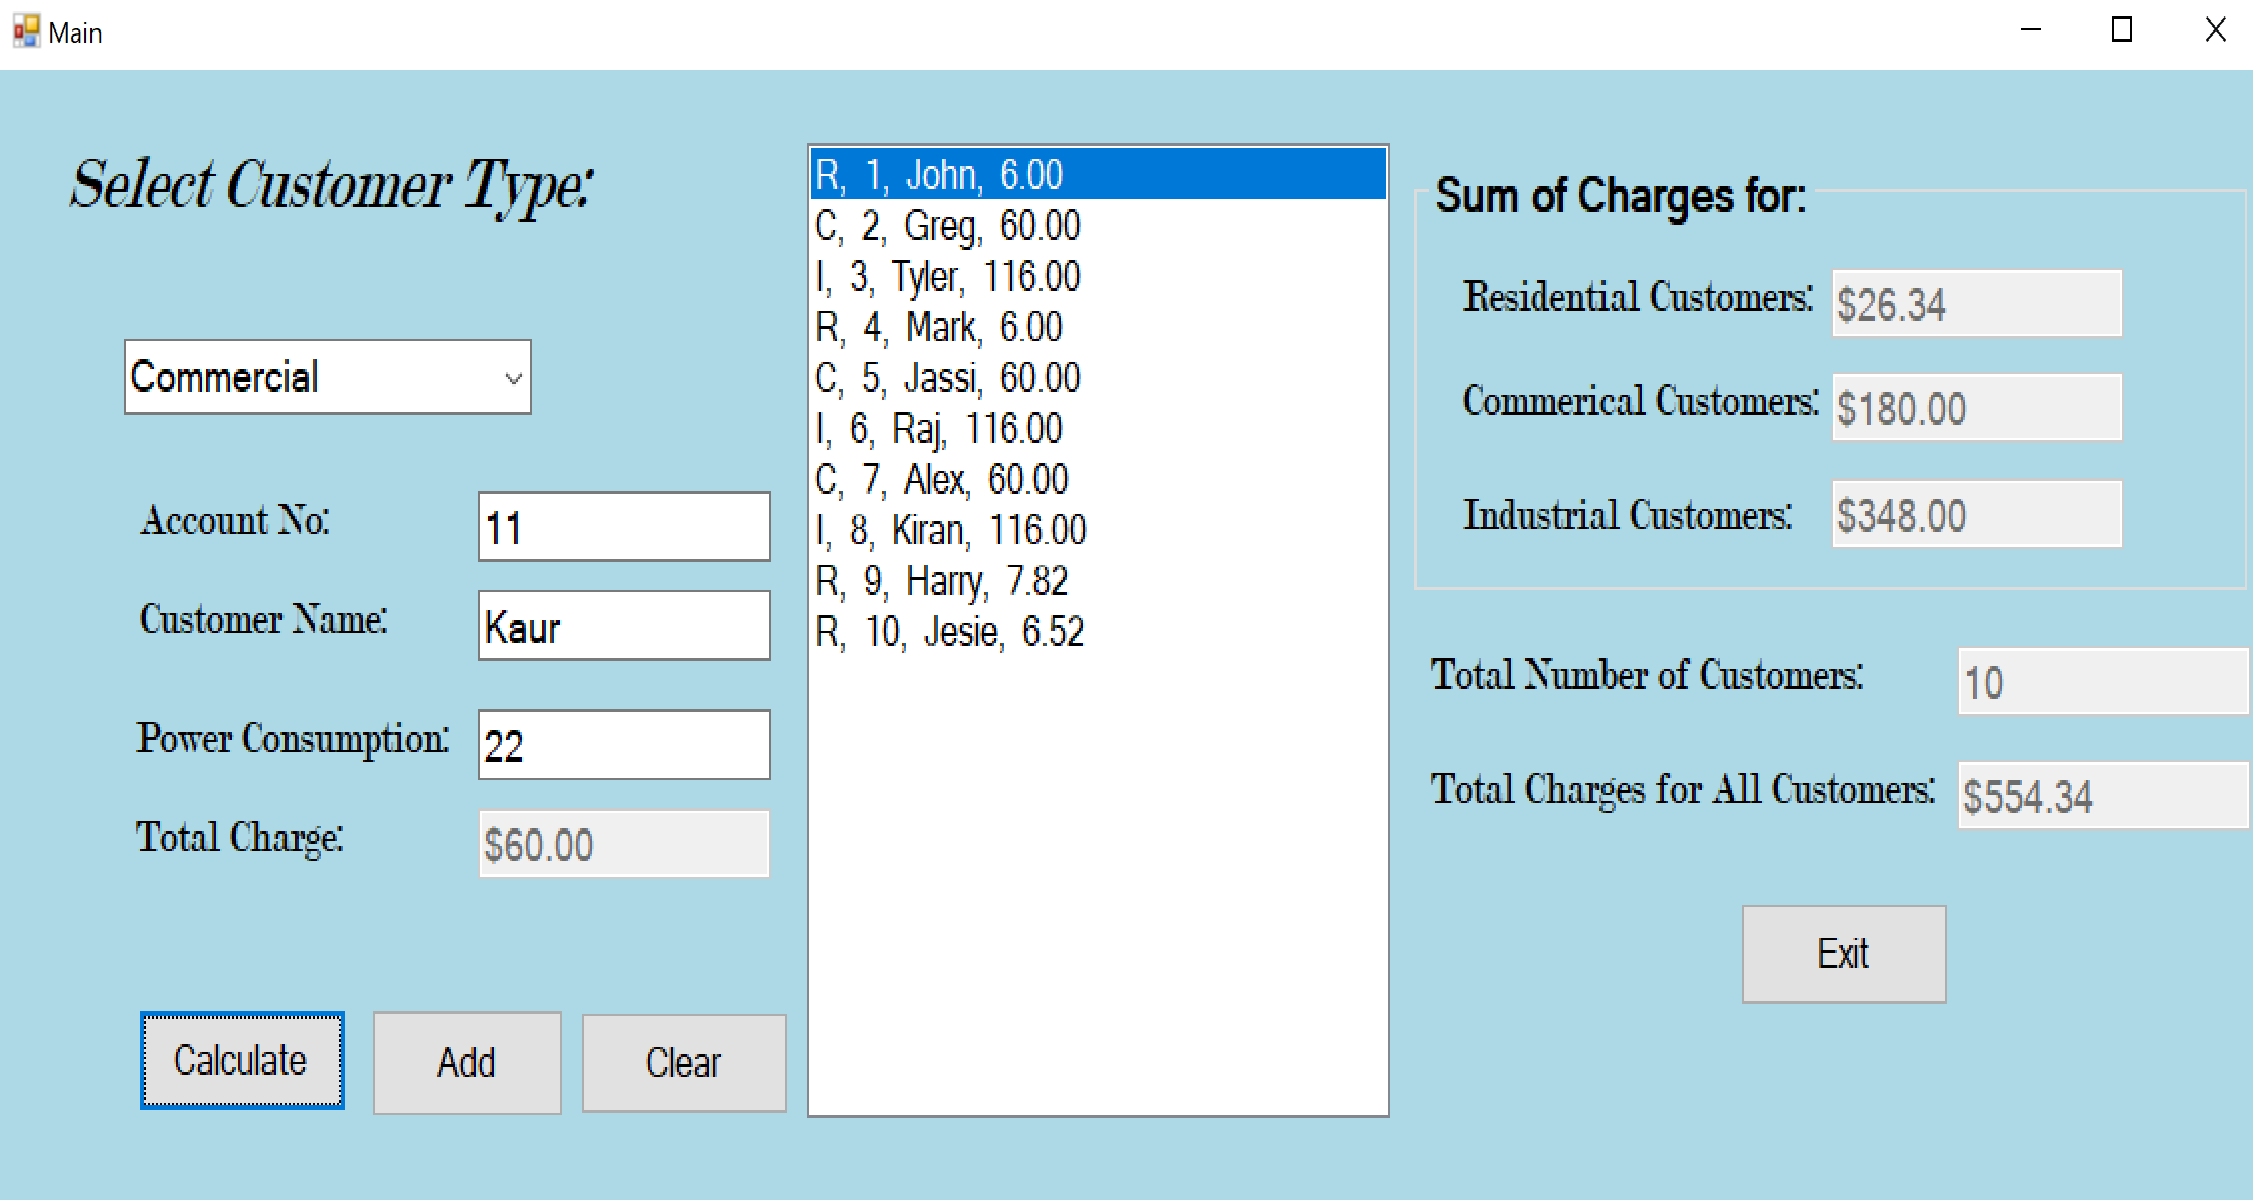 Main
Select Customer Type:
Commercial
Account No:
11
Customer Name:
Kaur
Power Consumption:
22
Total Charge:
$60.00
Calculate
Add
Clear
R, 1, John, 6.00
C, 2, Greg, 60.00
I, 3, Tyler, 116.00
R, 4, Mark, 6.00
C, 5, Jassi, 60.00
I, 6, Raj, 116.00
C, 7, Alex, 60.00
I, 8, Kiran, 116.00
R, 9, Harry, 7.82
R, 10, Jesie, 6.52
Sum of Charges for:
Residential Customers:
$26.34
Commerical Customers:
$180.00
Industrial Customers:
$348.00
Total Number of Customers:
10
Total Charges for All Customers:
$554.34
Exit